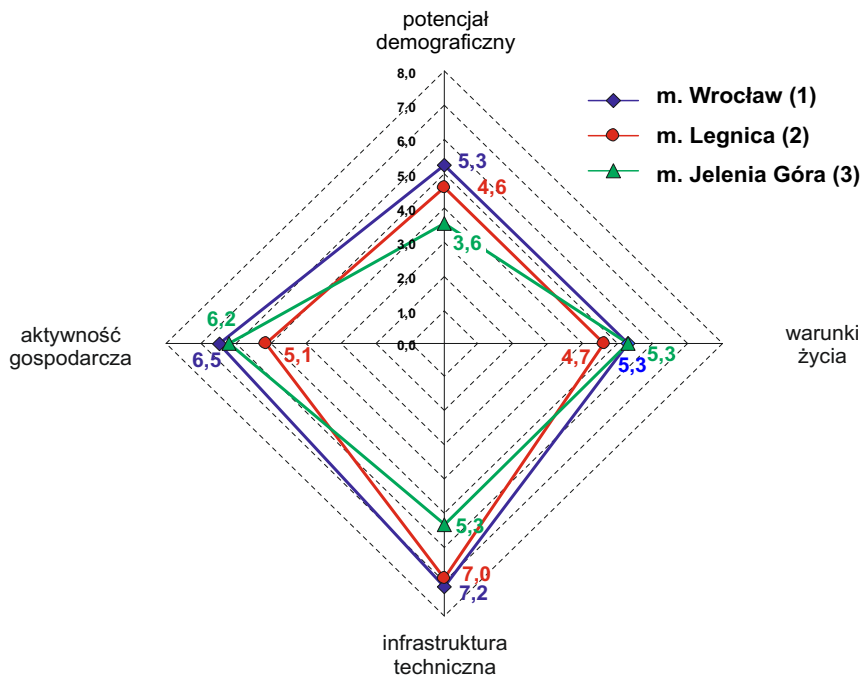 potencjał
demograficzny
8,0
7,0
6,0
5,0
4,0
3,0
2,0
1,0
0,0
m. Wrocław (1)
m. Legnica (2)
m. Jelenia Góra (3)
5,3
4,6
3,6
6,2
6,5
5,1
4,7
5,3
5,3
aktywność
gospodarcza
warunki
życia
5,3
7,0
7,2
infrastruktura
techniczna